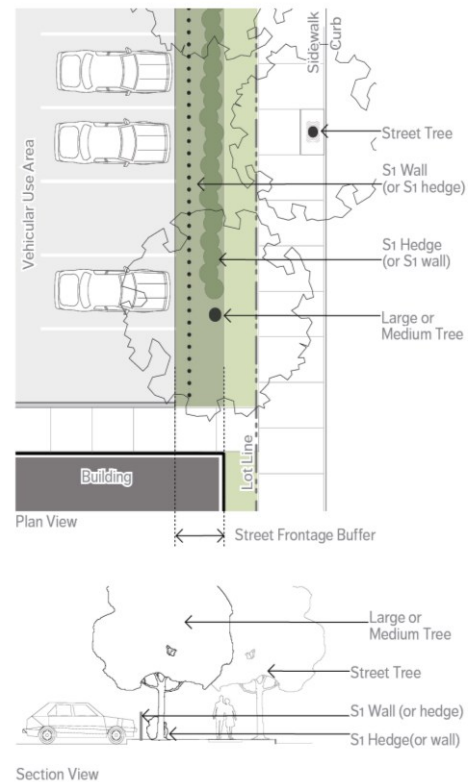 Sidewalk
Curb
Vehicular Use Area
Street Tree
S1 Wall
(or S1 hedge)
S1 Hedge
(or S1 wall)
Large or
Medium Tree
Lot Line
Building
Plan View
Street Frontage Buffer
Large or
Medium Tree
Street Tree
S1 Wall (or hedge)
S1 Hedge(or wall)
Section View